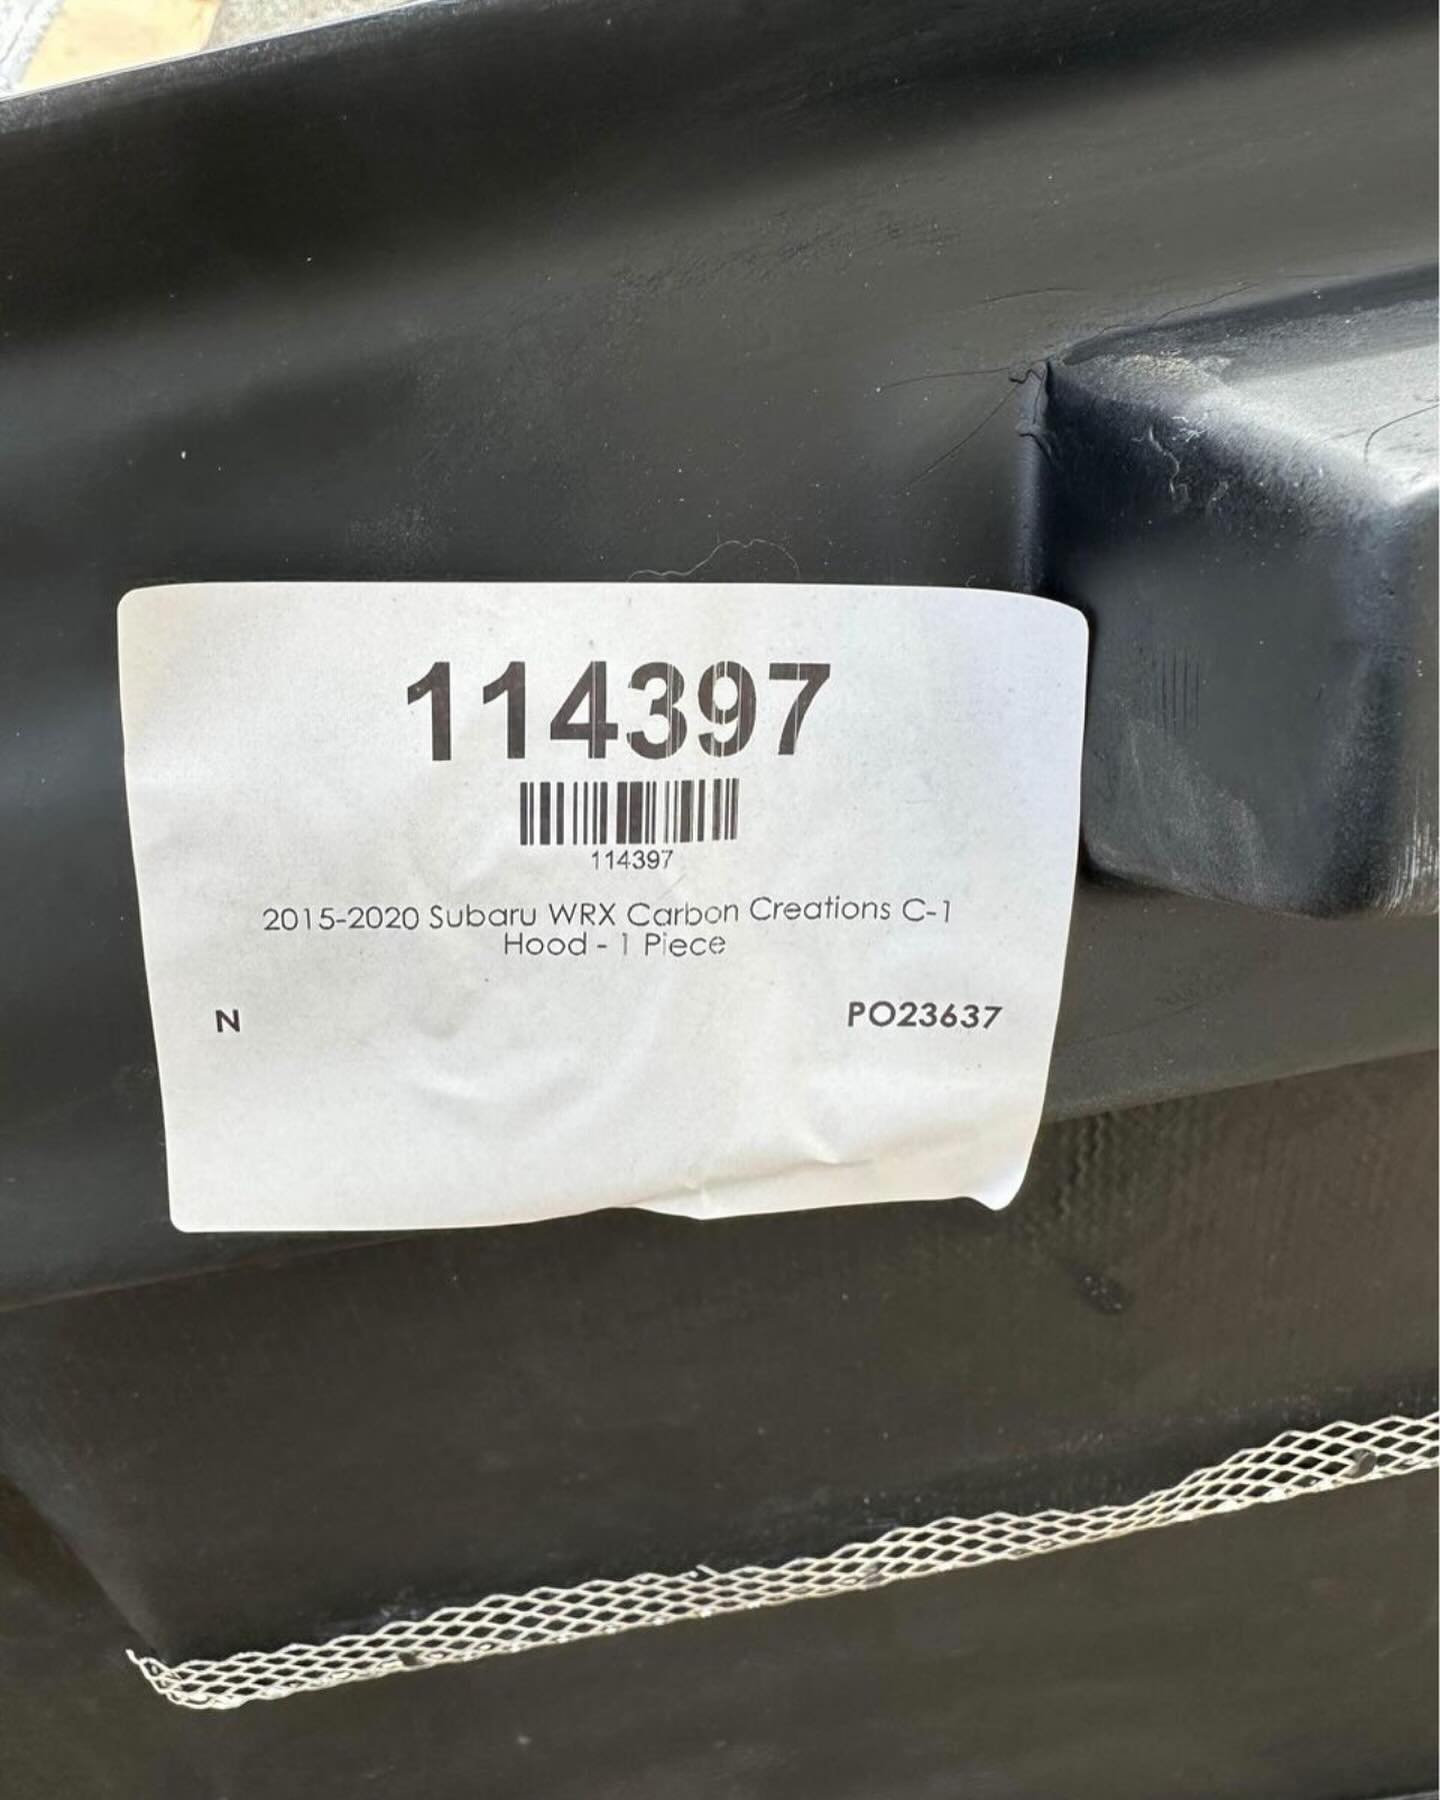 114397
114397
2015-2020 Subaru WRX Carbon Creations C-1
Hood - 1 Piece
N PO23637